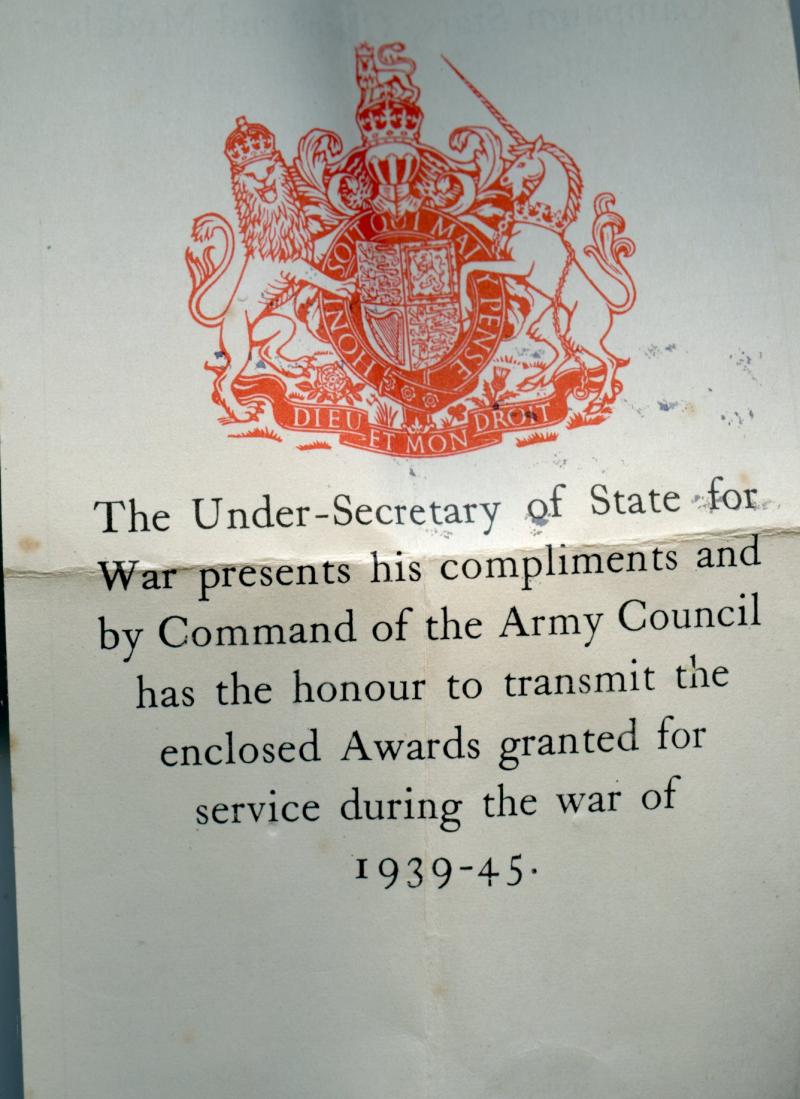 HONI SOIT QUI MAL Y PENSE
DIEU ET MON DROIT
The Under-Secretary of State for
War presents his compliments and
by Command of the Army Council
has the honour to transmit the
enclosed Awards granted for
service during the war of
1939-45.